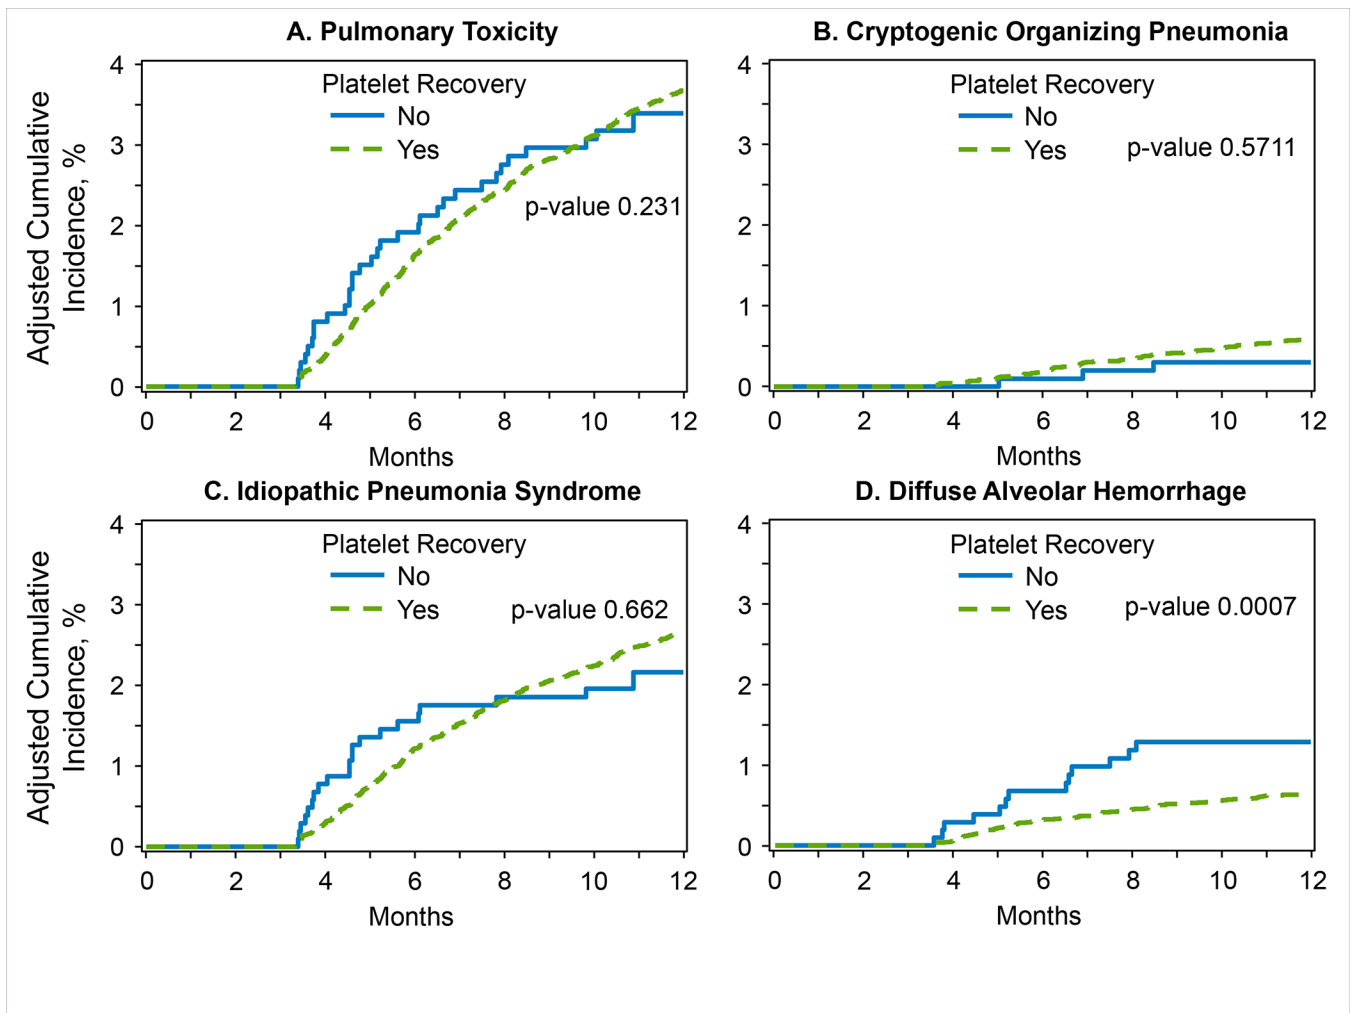 A. Pulmonary Toxicity
Adjusted Cumulative
Incidence, %
4
3
2
1
0
Platelet Recovery
No
Yes
p-value 0.231
0 2 4 6 8 10 12
Months
B. Cryptogenic Organizing Pneumonia
4
3
2
1
0
Platelet Recovery
No
Yes
p-value 0.5711
0 2 4 6 8 10 12
Months
C. Idiopathic Pneumonia Syndrome
Adjusted Cumulative
Incidence, %
4
3
2
1
0
Platelet Recovery
No
Yes
p-value 0.662
0 2 4 6 8 10 12
Months
D. Diffuse Alveolar Hemorrhage
4
3
2
1
0
Platelet Recovery
No
Yes
p-value 0.0007
0 2 4 6 8 10 12
Months